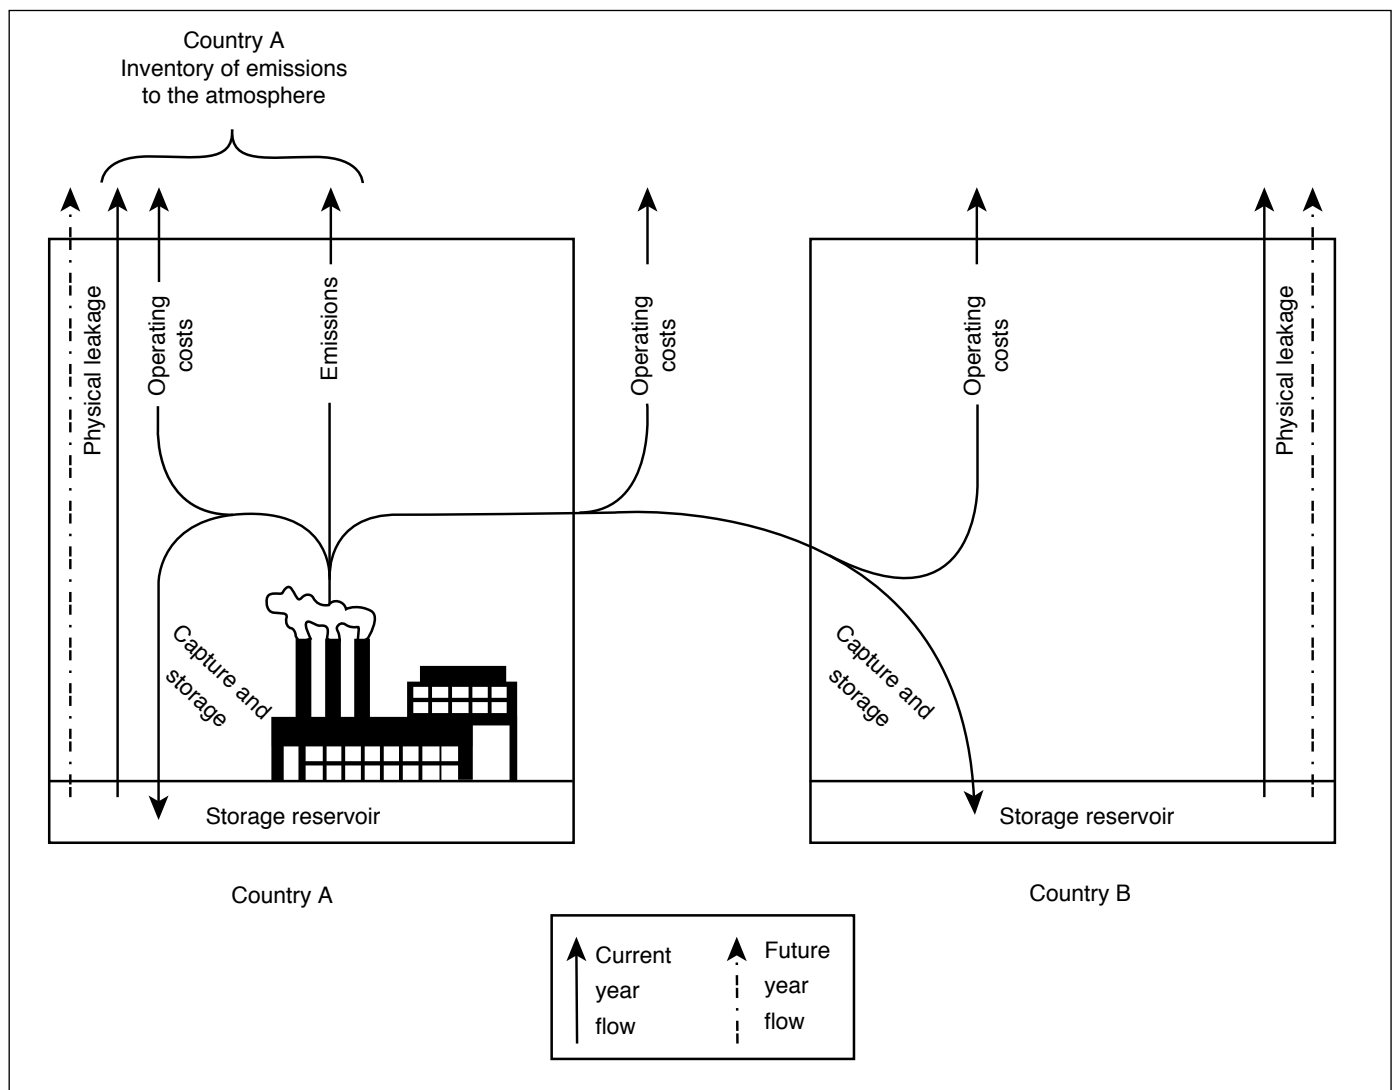 Country A
Inventory of emissions
to the atmosphere
Physical leakage
Operating
costs
Emissions
Operating
costs
Operating
costs
Physical leakage
Capture and
storage
Capture and
storage
Storage reservoir
Storage reservoir
Country A
Country B
Current
year
flow
Future
year
flow